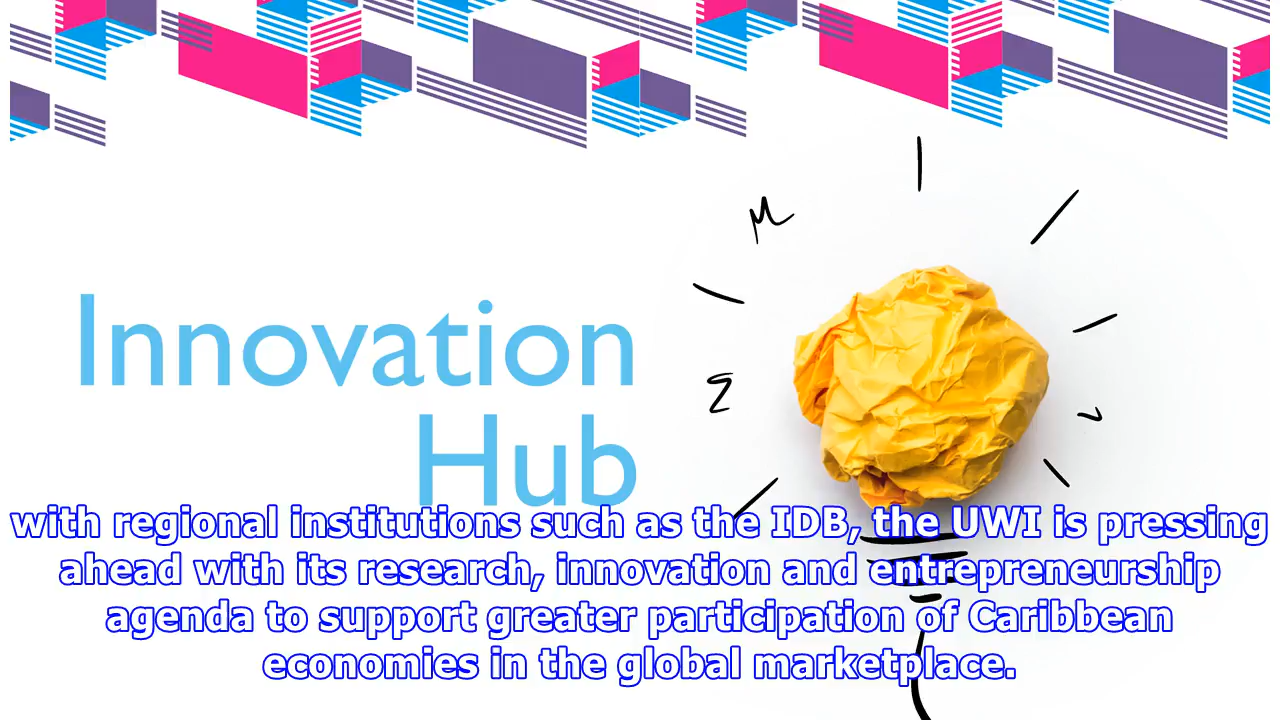 Innovation
Hub
with regional institutions such as the IDB, the UWI is pressing
ahead with its research, innovation and entrepreneurship
agenda to support greater participation of Caribbean
economies in the global marketplace.